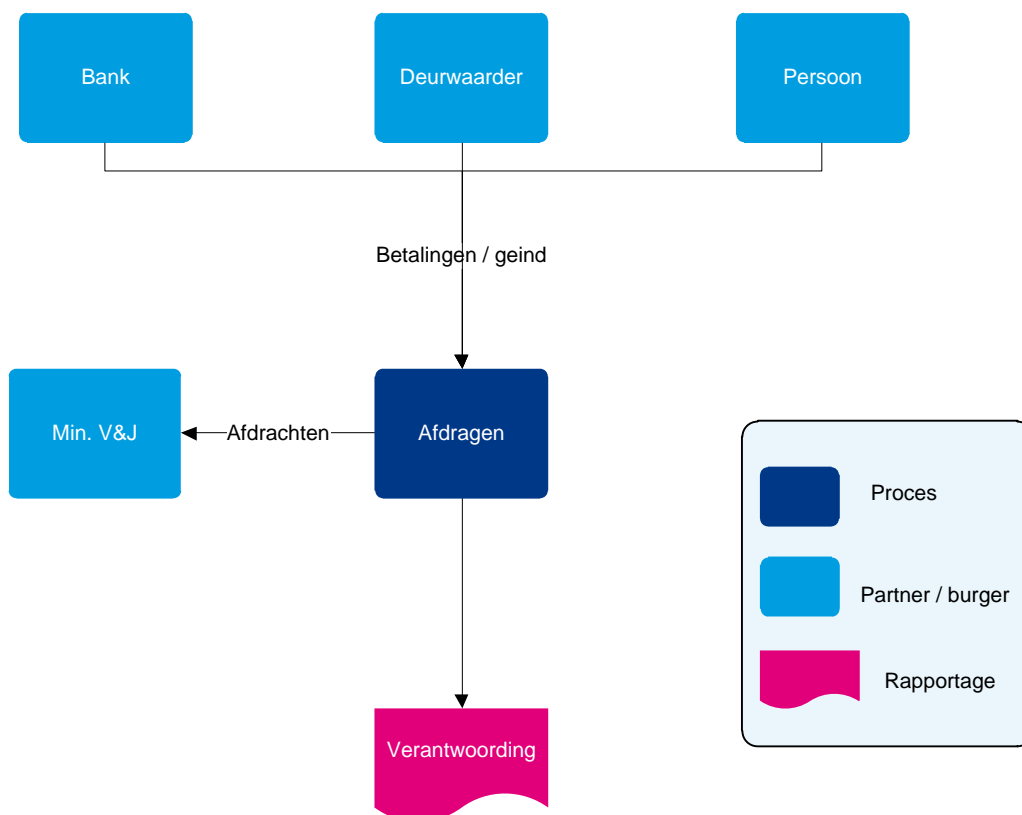 Bank
Deurwaarder
Persoon
Betalingen / geind
Min. V&J
Afdrachten
Afdragen
Proces
Partner / burger
Rapportage
Verantwoording